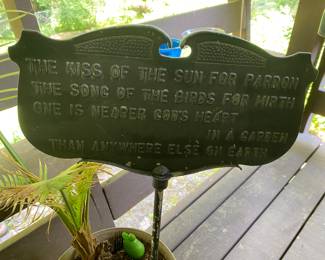 THE KISS OF THE SUN FOR PARDON
THE SONG OF THE BIRDS FOR MIRTH
ONE IS NEARER GOD'S HEART
IN A GARDEN
THAN ANYWHERE ELSE ON EARTH